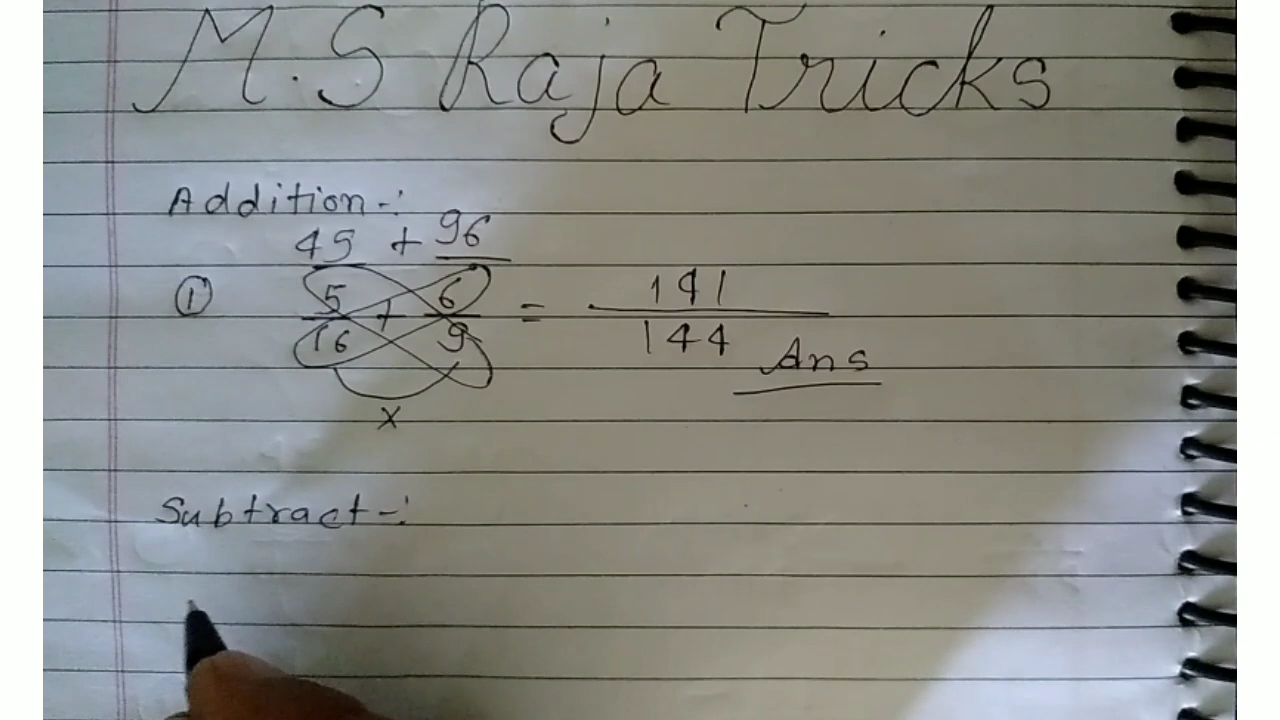 M.S Raja Tricks
Addition-:
45 + 96
① 5/16 + 6/9 = 141/144 Ans
x
Subtract-: